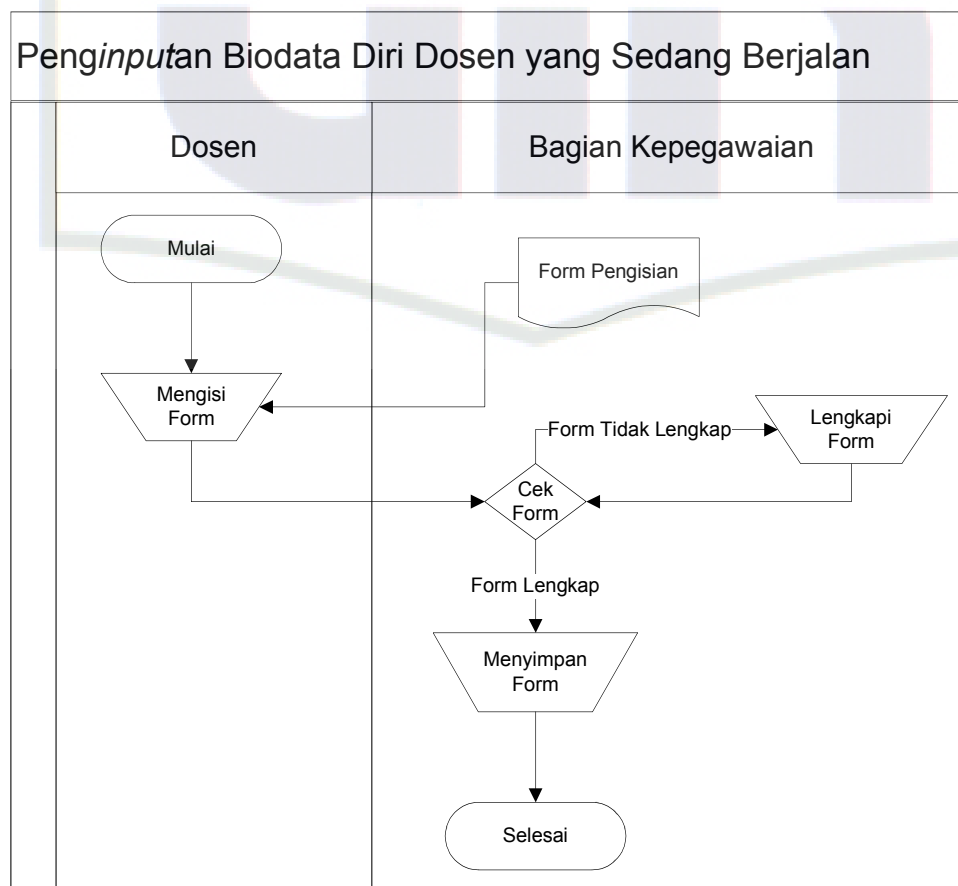 Penginputan Biodata Diri Dosen yang Sedang Berjalan
Dosen
Bagian Kepegawaian
Mulai
Form Pengisian
Mengisi
Form
Form Tidak Lengkap
Lengkapi
Form
Cek
Form
Form Lengkap
Menyimpan
Form
Selesai